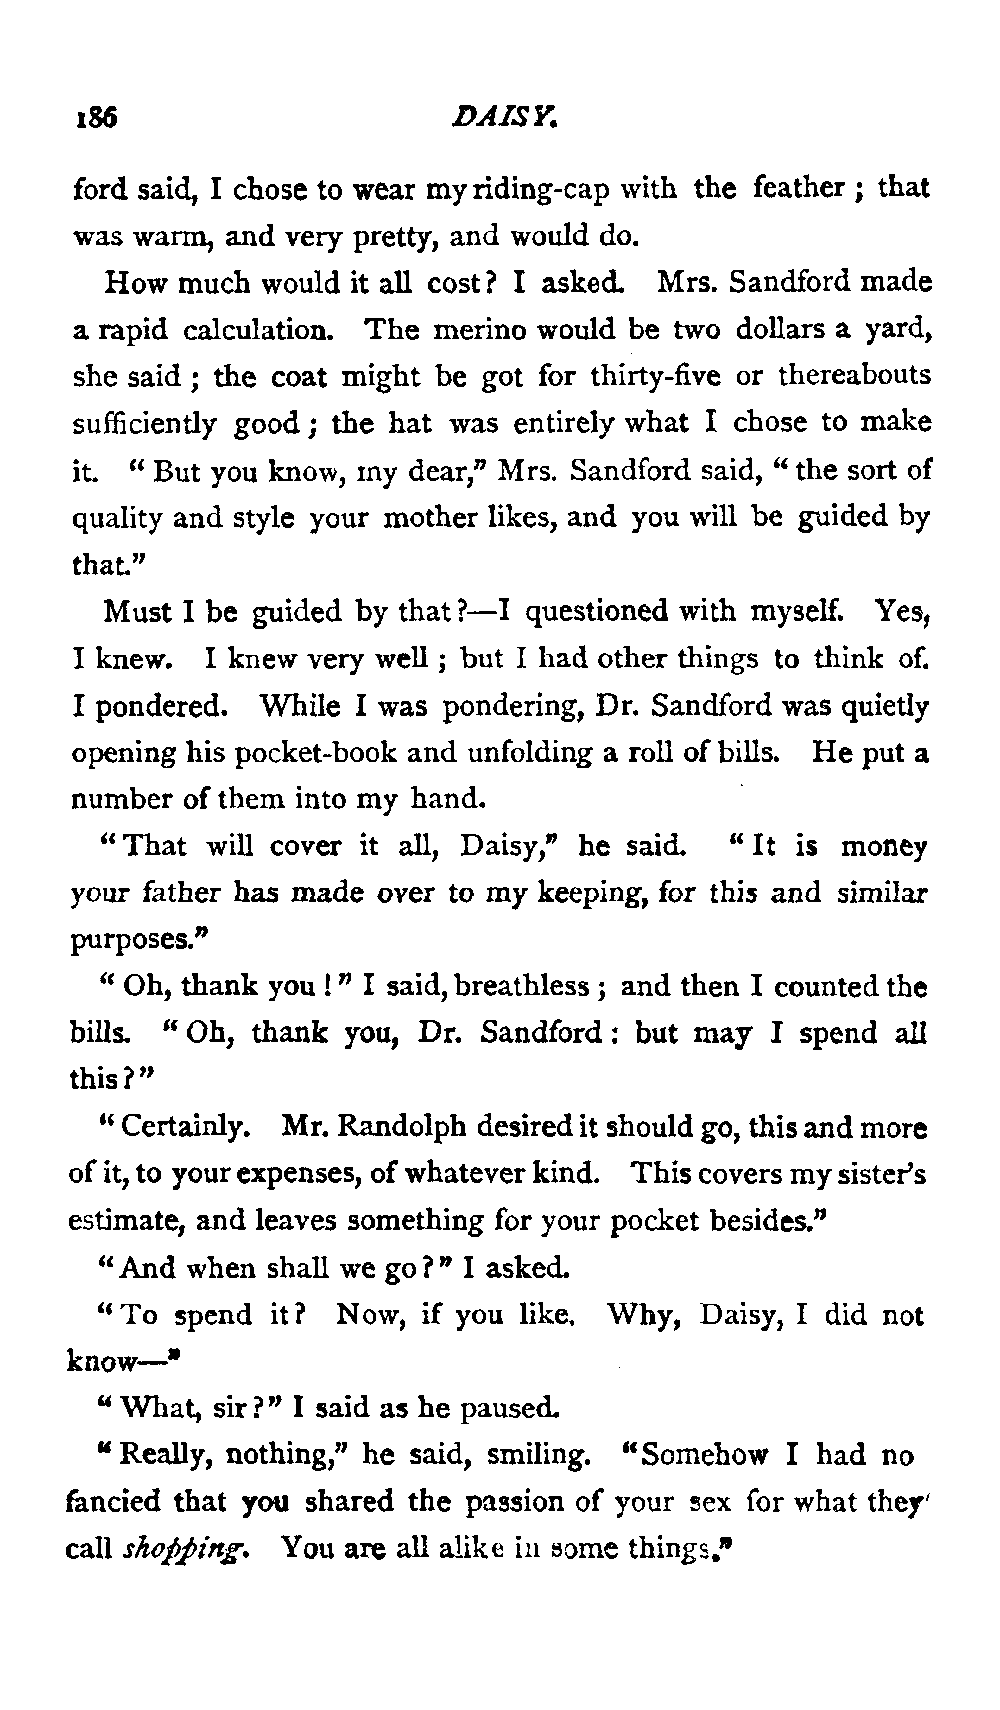 186 DAISY.
ford said, I chose to wear my riding-cap with the feather ; that
was warm, and very pretty, and would do.
How much would it all cost? I asked. Mrs. Sandford made
a rapid calculation. The merino would be two dollars a yard,
she said ; the coat might be got for thirty-five or thereabouts
sufficiently good ; the hat was entirely what I chose to make
it. “ But you know, my dear,” Mrs. Sandford said, “ the sort of
quality and style your mother likes, and you will be guided by
that.”
Must I be guided by that ?—I questioned with myself. Yes,
I knew. I knew very well ; but I had other things to think of.
I pondered. While I was pondering, Dr. Sandford was quietly
opening his pocket-book and unfolding a roll of bills. He put a
number of them into my hand.
“ That will cover it all, Daisy,” he said. “ It is money
your father has made over to my keeping, for this and similar
purposes.”
“ Oh, thank you ! ” I said, breathless ; and then I counted the
bills. “ Oh, thank you, Dr. Sandford : but may I spend all
this ? ”
“ Certainly. Mr. Randolph desired it should go, this and more
of it, to your expenses, of whatever kind. This covers my sister’s
estimate, and leaves something for your pocket besides.”
“ And when shall we go ? ” I asked.
“ To spend it ? Now, if you like. Why, Daisy, I did not
know—”
“ What, sir ? ” I said as he paused.
“ Really, nothing,” he said, smiling. “ Somehow I had no
fancied that you shared the passion of your sex for what they
call shopping. You are all alike in some things.”